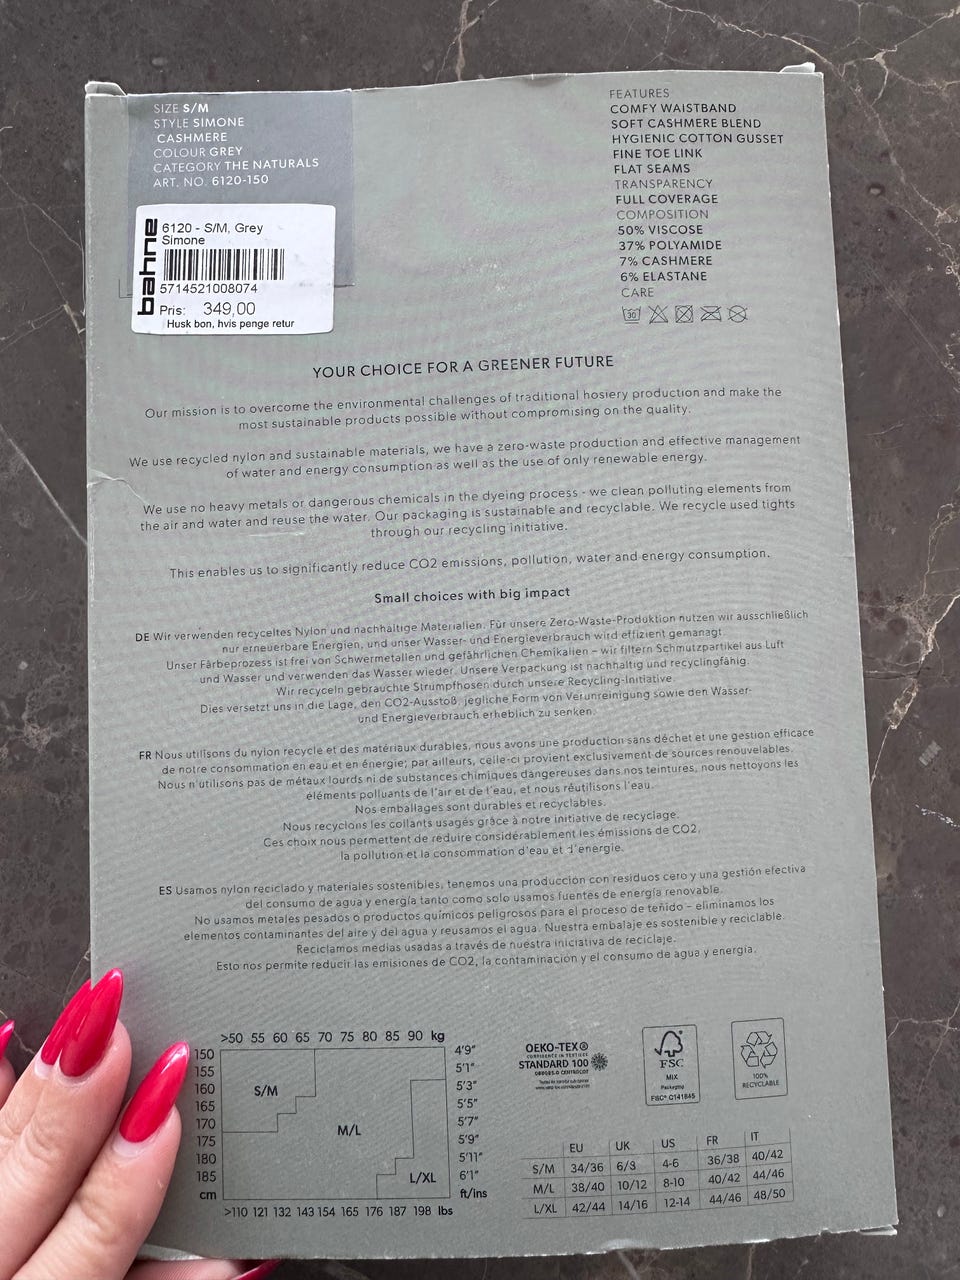 SIZE S/M
STYLE SIMONE
CASHMERE
COLOUR GREY
CATEGORY THE NATURALS
ART. NO. 6120-150
bahne
6120 - S/M, Grey
Simone
5714521008074
Pris: 349,00
Husk bon, hvis penge retur
FEATURES
COMFY WAISTBAND
SOFT CASHMERE BLEND
HYGIENIC COTTON GUSSET
FINE TOE LINK
FLAT SEAMS
TRANSPARENCY
FULL COVERAGE
COMPOSITION
50% VISCOSE
37% POLYAMIDE
7% CASHMERE
6% ELASTANE
CARE
30
YOUR CHOICE FOR A GREENER FUTURE
Our mission is to overcome the environmental challenges of traditional hosiery production and make the
most sustainable products possible without compromising on the quality.
We use recycled nylon and sustainable materials, we have a zero-waste production and effective management
of water and energy consumption as well as the use of only renewable energy.
We use no heavy metals or dangerous chemicals in the dyeing process - we clean polluting elements from
the air and water and reuse the water. Our packaging is sustainable and recyclable. We recycle used tights
through our recycling initiative.
This enables us to significantly reduce CO2 emissions, pollution, water and energy consumption.
Small choices with big impact
DE Wir verwenden recyceltes Nylon und nachhaltige Materialien. Für unsere Zero-Waste-Produktion nutzen wir ausschließlich
nur erneuerbare Energien, und unser Wasser- und Energieverbrauch wird effizient gemanagt.
Unser Färbeprozess ist frei von Schwermetallen und gefährlichen Chemikalien – wir filtern Schmutzpartikel aus Luft
und Wasser und verwenden das Wasser wieder. Unsere Verpackung ist nachhaltig und recyclingfähig.
Wir recyceln gebrauchte Strumpfhosen durch unsere Recycling-Initiative.
Dies versetzt uns in die Lage, den CO2-Ausstoß, jegliche Form von Verunreinigung sowie den Wasser-
und Energieverbrauch erheblich zu senken.
FR Nous utilisons du nylon recyclé et des matériaux durables, nous avons une production sans déchet et une gestion efficace
de notre consommation en eau et en énergie; par ailleurs, celle-ci provient exclusivement de sources renouvelables.
Nous n'utilisons pas de métaux lourds ni de substances chimiques dangereuses dans nos teintures, nous nettoyons les
éléments polluants de l'air et de l'eau, et nous réutilisons l'eau.
Nos emballages sont durables et recyclables.
Nous recyclons les collants usagés grâce à notre initiative de recyclage.
Ces choix nous permettent de réduire considérablement les émissions de CO2,
la pollution et la consommation d'eau et d'énergie.
ES Usamos nylon reciclado y materiales sostenibles, tenemos una producción con residuos cero y una gestión efectiva
del consumo de agua y energía tanto como solo usamos fuentes de energía renovable.
No usamos metales pesados o productos químicos peligrosos para el proceso de teñido – eliminamos los
elementos contaminantes del aire y del agua y reusamos el agua. Nuestra embalaje es sostenible y reciclable.
Reciclamos medias usadas a través de nuestra iniciativa de reciclaje.
Esto nos permite reducir las emisiones de CO2, la contaminación y el consumo de agua y energía.
>50 55 60 65 70 75 80 85 90 kg
150 4'9"
155 5'1"
160 S/M 5'3"
165 5'5"
170 M/L 5'7"
175 5'9"
180 5'11"
185 L/XL 6'1"
cm ft/ins
>110 121 132 143 154 165 176 187 198 lbs
OEKO-TEX®
CONFIDENCE IN TEXTILES
STANDARD 100
FSC
MIX
Packaging
FSC® C141845
100%
RECYCLABLE
EU UK US FR IT
S/M 34/36 6/8 4-6 36/38 40/42
M/L 38/40 10/12 8-10 40/42 44/46
L/XL 42/44 14/16 12-14 44/46 48/50